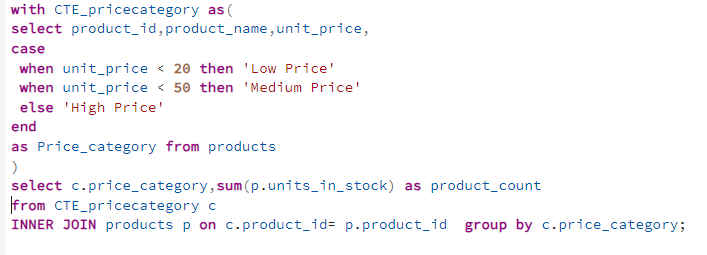 with CTE_pricecategory as(
select product_id,product_name,unit_price,
case
when unit_price < 20 then 'Low Price'
when unit_price < 50 then 'Medium Price'
else 'High Price'
end
as Price_category from products
)
select c.price_category,sum(p.units_in_stock) as product_count
from CTE_pricecategory c
INNER JOIN products p on c.product_id= p.product_id  group by c.price_category;